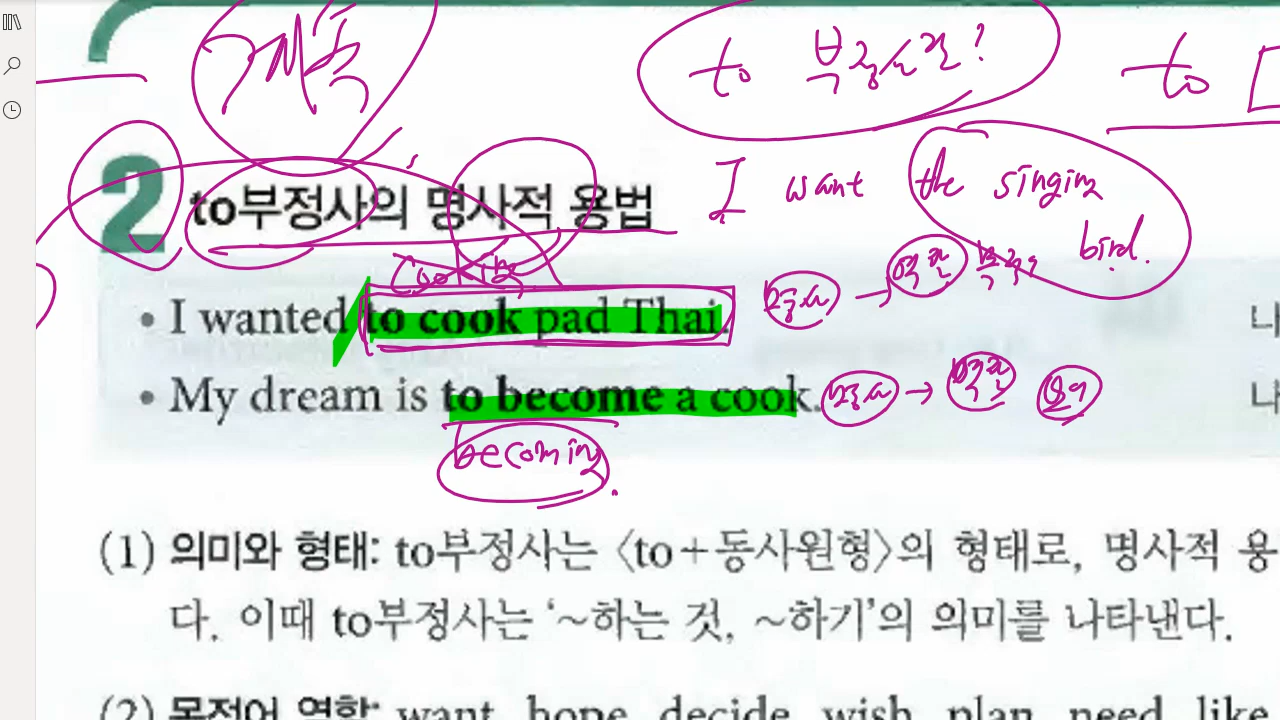 계속
to 부정사란? to
2 to부정사의 명사적 용법
I want the singing
bird.
cooking
• I wanted to cook pad Thai. 명사 → 역할 목적어
나
• My dream is to become a cook. 명사 → 역할 보어
나
becoming.
(1) 의미와 형태: to부정사는 〈to+동사원형〉의 형태로, 명사적 용
다. 이때 to부정사는 ‘~하는 것, ~하기’의 의미를 나타낸다.
(2) 목적어 역할: want, hope, decide, wish, plan, need, like